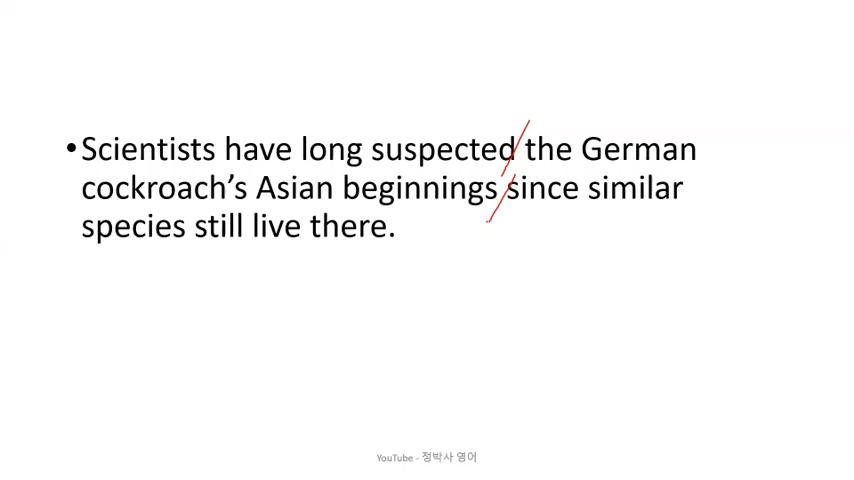 •Scientists have long suspected the German
cockroach’s Asian beginnings since similar
species still live there.
YouTube - 정박사 영어